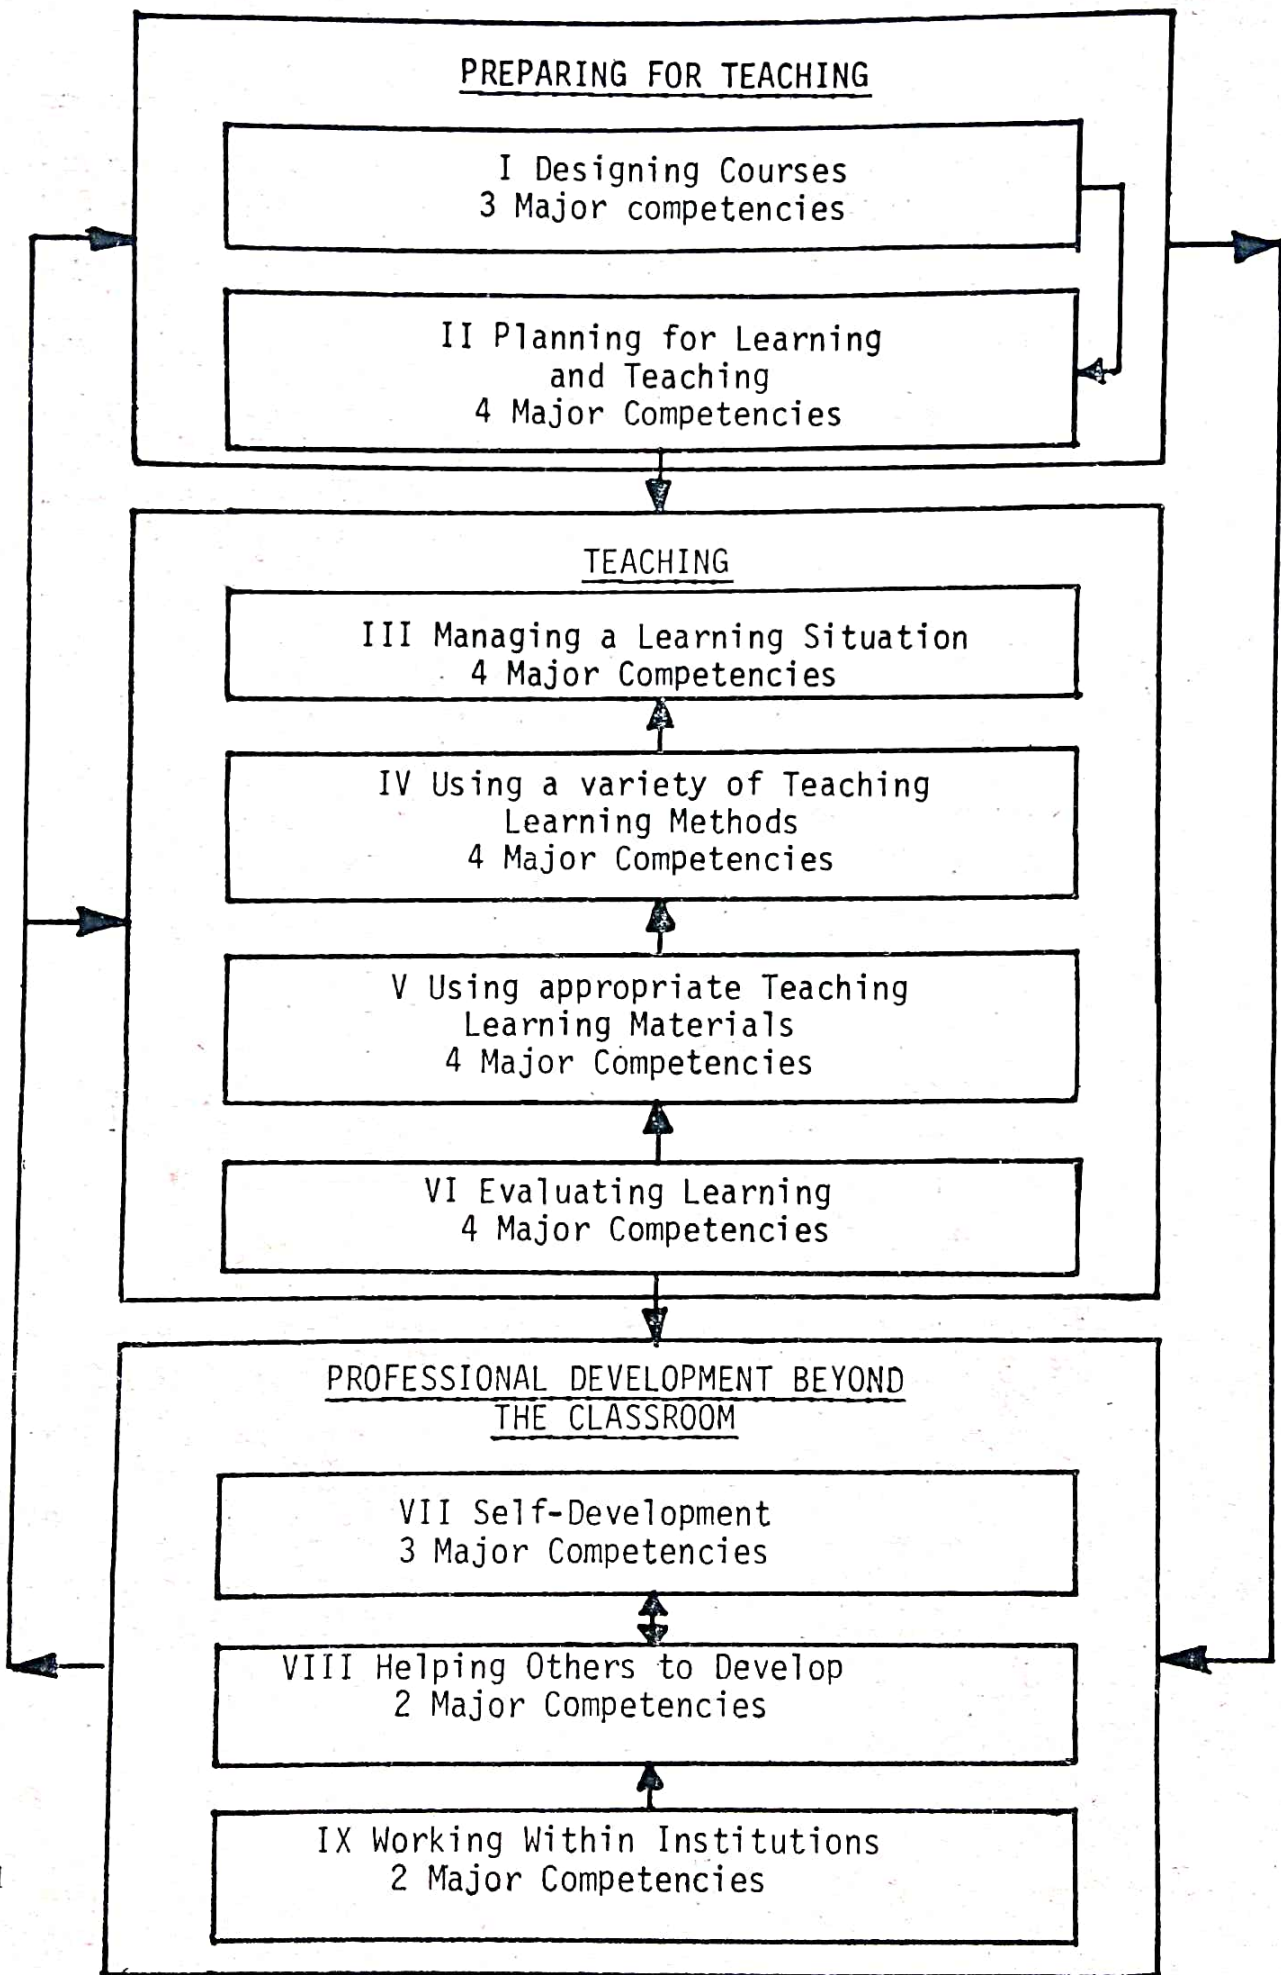 PREPARING FOR TEACHING
I Designing Courses
3 Major competencies
II Planning for Learning
and Teaching
4 Major Competencies
TEACHING
III Managing a Learning Situation
4 Major Competencies
IV Using a variety of Teaching
Learning Methods
4 Major Competencies
V Using appropriate Teaching
Learning Materials
4 Major Competencies
VI Evaluating Learning
4 Major Competencies
PROFESSIONAL DEVELOPMENT BEYOND
THE CLASSROOM
VII Self-Development
3 Major Competencies
VIII Helping Others to Develop
2 Major Competencies
IX Working Within Institutions
2 Major Competencies